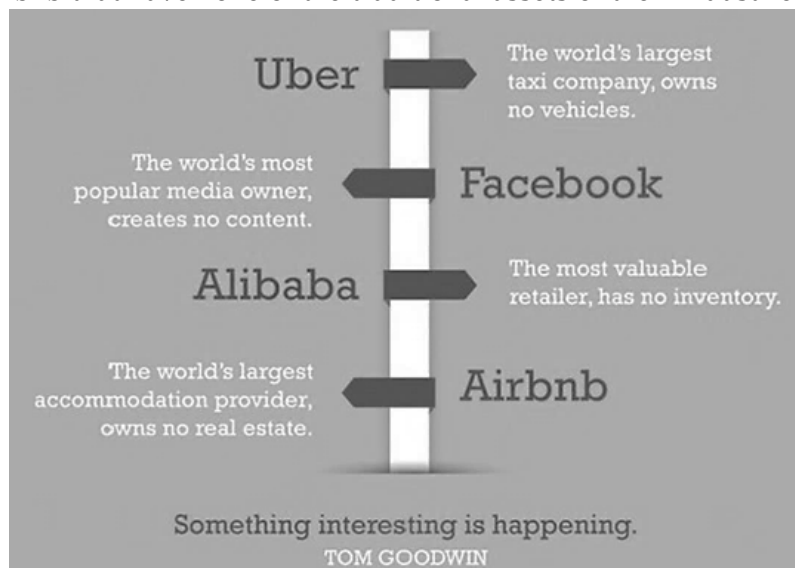 Uber
The world's largest
taxi company, owns
no vehicles.
The world's most
popular media owner,
creates no content.
Facebook
Alibaba
The most valuable
retailer, has no inventory.
The world's largest
accommodation provider,
owns no real estate.
Airbnb
Something interesting is happening.
TOM GOODWIN